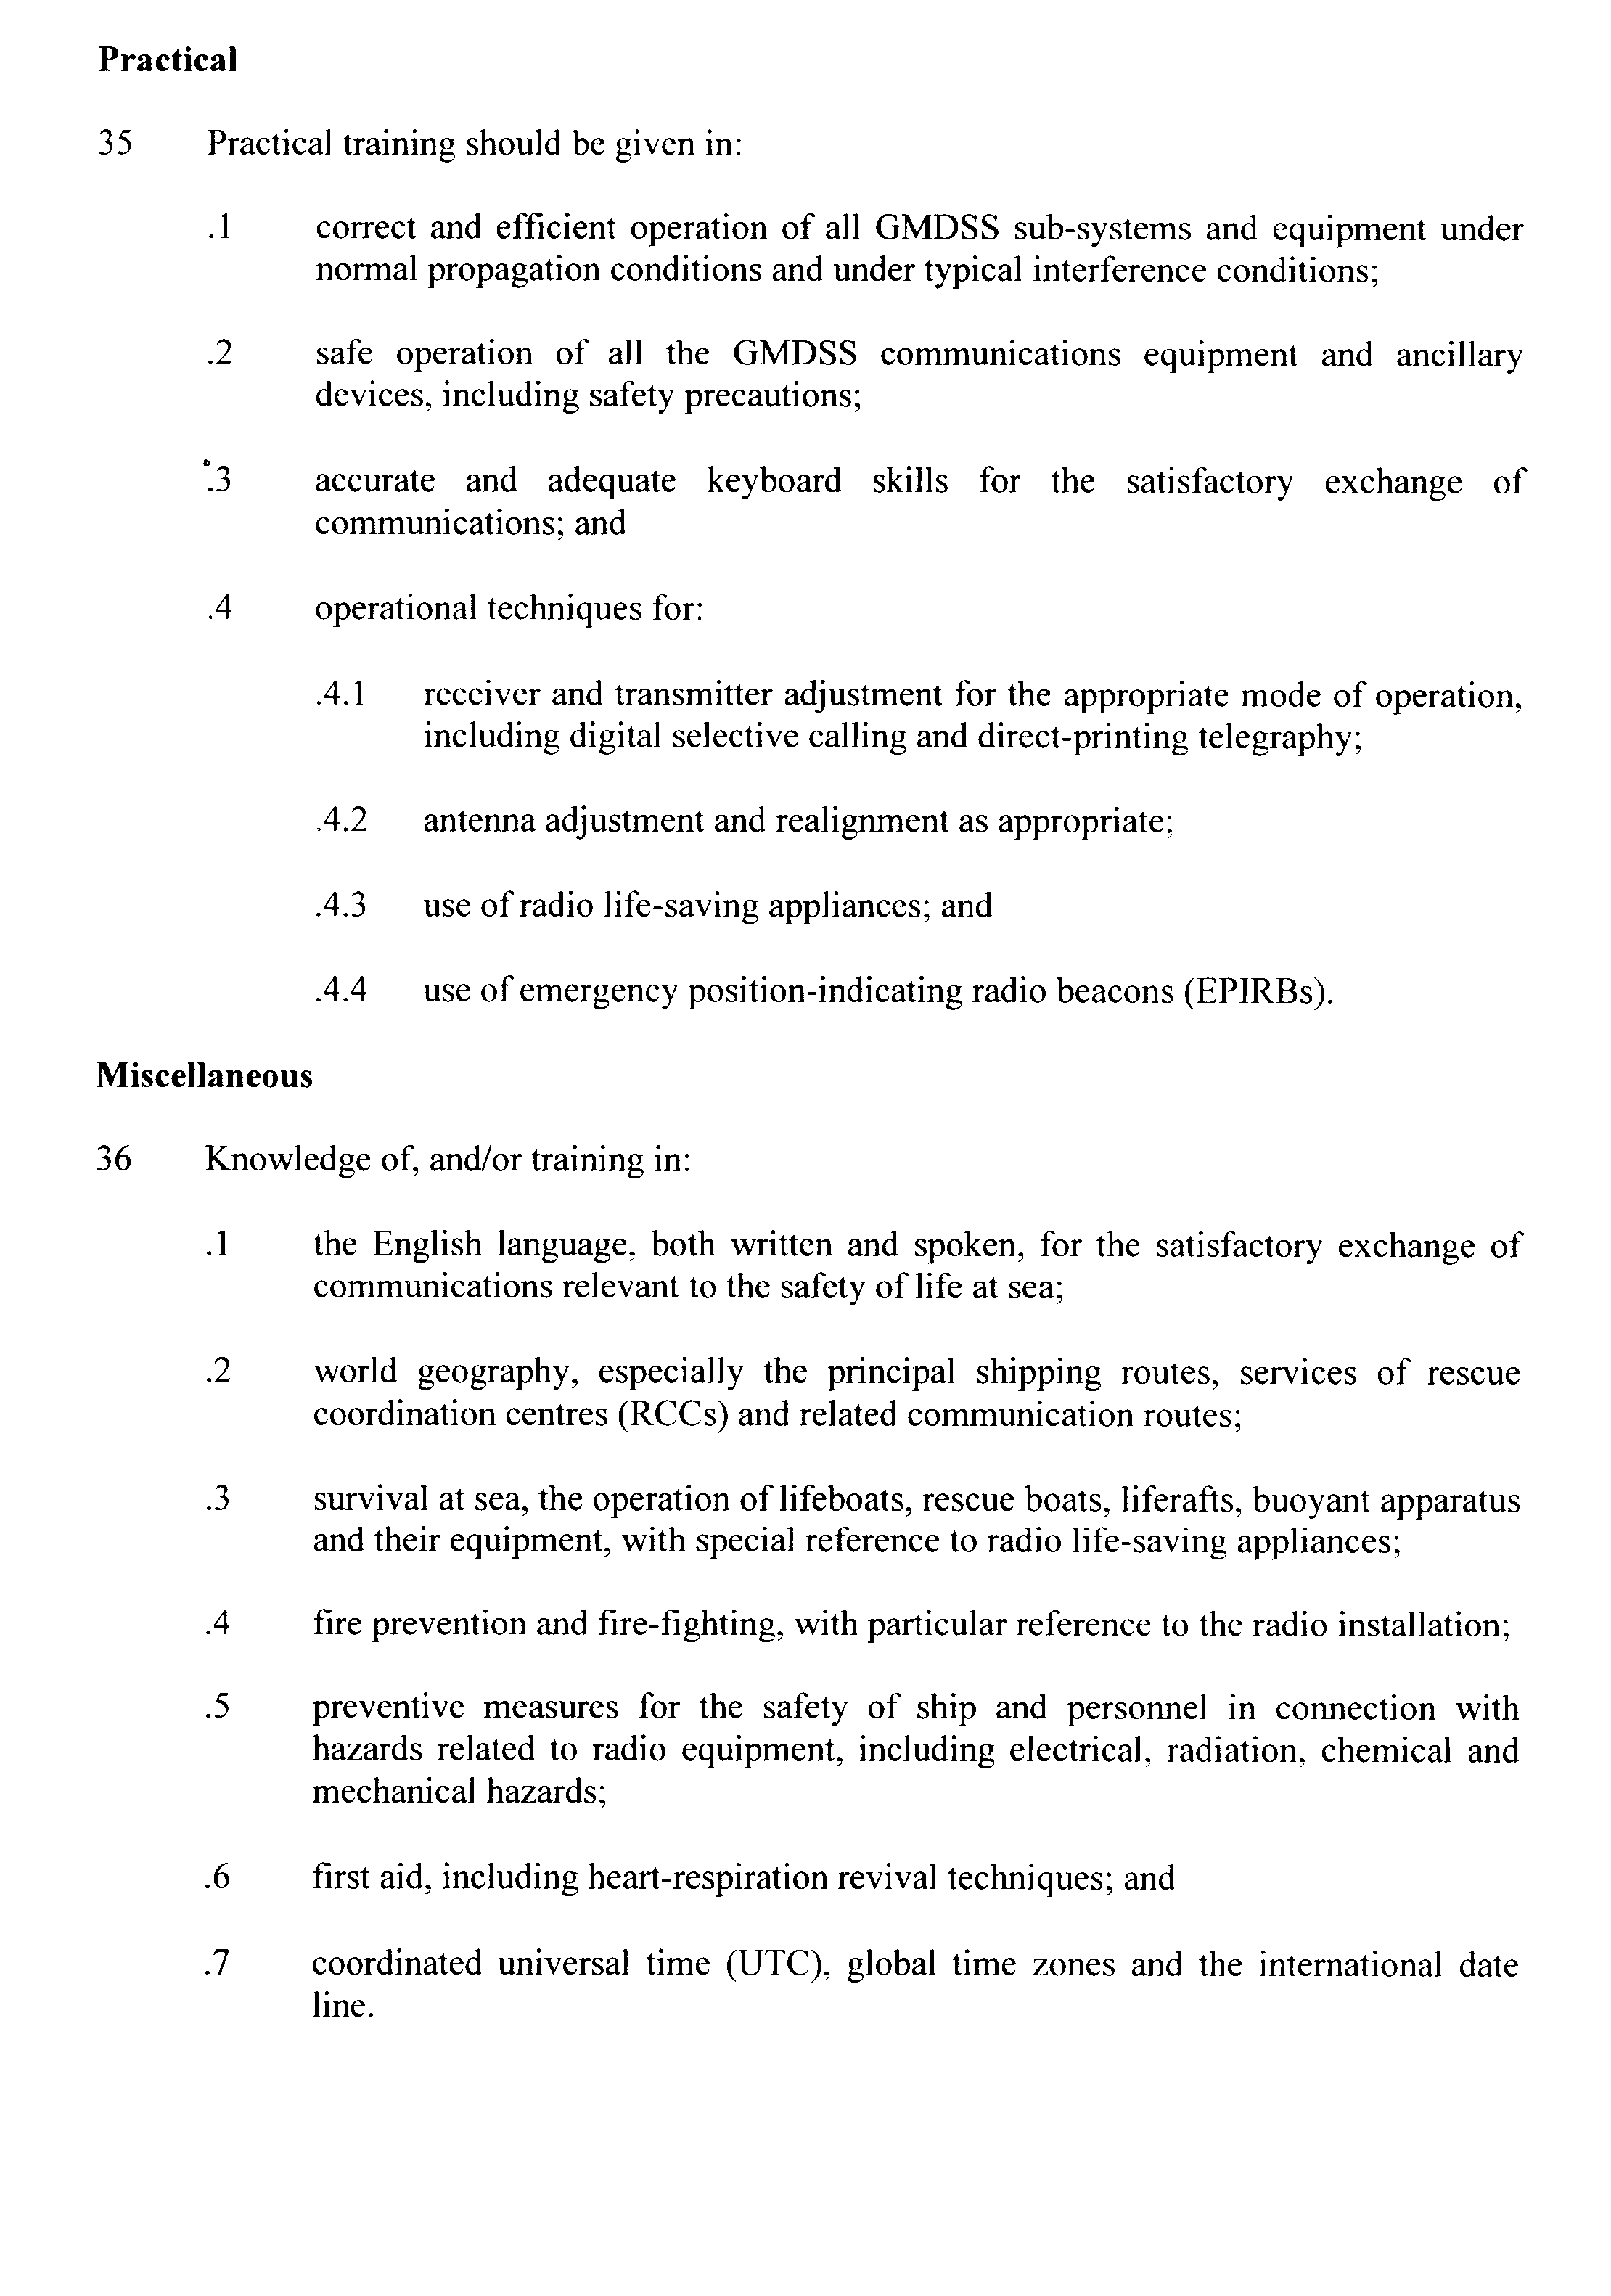 Practical
35 Practical training should be given in:
.1 correct and efficient operation of all GMDSS sub-systems and equipment under
normal propagation conditions and under typical interference conditions;
.2 safe operation of all the GMDSS communications equipment and ancillary
devices, including safety precautions;
.3 accurate and adequate keyboard skills for the satisfactory exchange of
communications; and
.4 operational techniques for:
.4.1 receiver and transmitter adjustment for the appropriate mode of operation,
including digital selective calling and direct-printing telegraphy;
.4.2 antenna adjustment and realignment as appropriate;
.4.3 use of radio life-saving appliances; and
.4.4 use of emergency position-indicating radio beacons (EPIRBs).
Miscellaneous
36 Knowledge of, and/or training in:
.1 the English language, both written and spoken, for the satisfactory exchange of
communications relevant to the safety of life at sea;
.2 world geography, especially the principal shipping routes, services of rescue
coordination centres (RCCs) and related communication routes;
.3 survival at sea, the operation of lifeboats, rescue boats, liferafts, buoyant apparatus
and their equipment, with special reference to radio life-saving appliances;
.4 fire prevention and fire-fighting, with particular reference to the radio installation;
.5 preventive measures for the safety of ship and personnel in connection with
hazards related to radio equipment, including electrical, radiation, chemical and
mechanical hazards;
.6 first aid, including heart-respiration revival techniques; and
.7 coordinated universal time (UTC), global time zones and the international date
line.